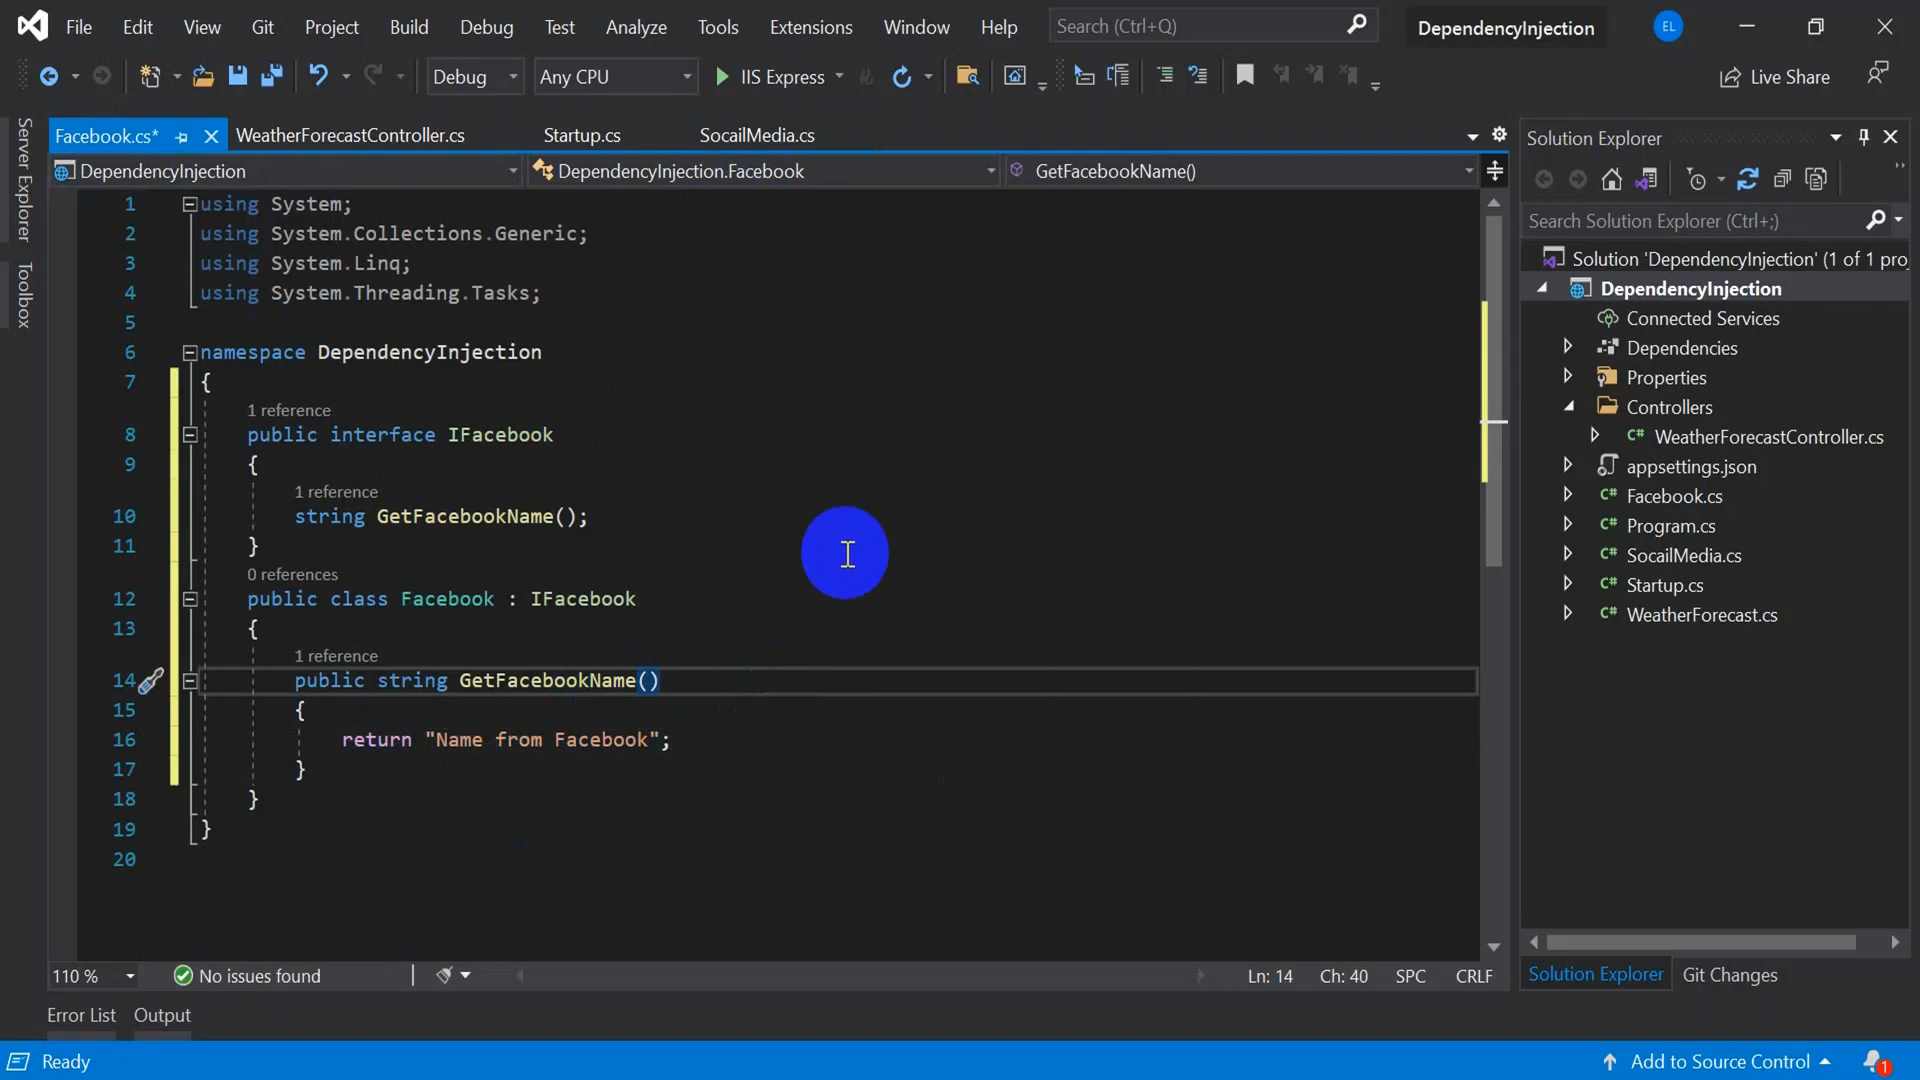 File Edit View Git Project Build Debug Test Analyze Tools Extensions Window Help Search (Ctrl+Q) DependencyInjection EL
Debug Any CPU IIS Express Live Share
Server Explorer
Toolbox
Facebook.cs* WeatherForecastController.cs Startup.cs SocailMedia.cs
DependencyInjection DependencyInjection.Facebook GetFacebookName()
1 using System;
2 using System.Collections.Generic;
3 using System.Linq;
4 using System.Threading.Tasks;
5
6 namespace DependencyInjection
7 {
1 reference
8 public interface IFacebook
9 {
1 reference
10 string GetFacebookName();
11 }
0 references
12 public class Facebook : IFacebook
13 {
1 reference
14 public string GetFacebookName()
15 {
16 return "Name from Facebook";
17 }
18 }
19 }
20
110 % No issues found Ln: 14 Ch: 40 SPC CRLF
Solution Explorer
Search Solution Explorer (Ctrl+;)
Solution 'DependencyInjection' (1 of 1 pro
DependencyInjection
Connected Services
Dependencies
Properties
Controllers
C# WeatherForecastController.cs
appsettings.json
C# Facebook.cs
C# Program.cs
C# SocailMedia.cs
C# Startup.cs
C# WeatherForecast.cs
Solution Explorer Git Changes
Error List Output
Ready Add to Source Control 1